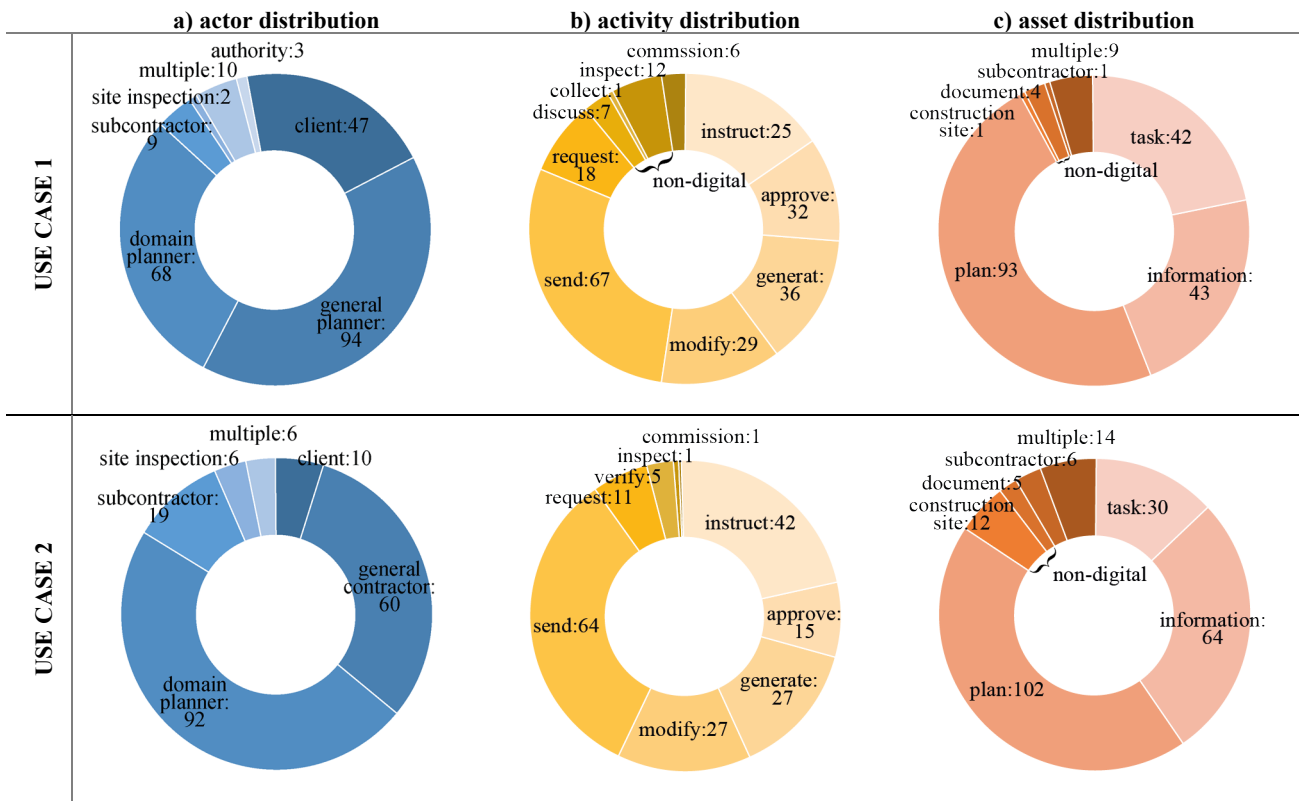 a) actor distribution
b) activity distribution
c) asset distribution
USE CASE 1
authority:3
multiple:10
site inspection:2
subcontractor:
9
client:47
domain
planner:
68
general
planner:
94
commssion:6
inspect:12
collect:1
discuss:7
request:
18
instruct:25
non-digital
approve:
32
send:67
generat:
36
modify:29
multiple:9
subcontractor:1
document:4
construction
site:1
task:42
non-digital
plan:93
information:
43
USE CASE 2
multiple:6
site inspection:6
client:10
subcontractor:
19
general
contractor:
60
domain
planner:
92
commission:1
inspect:1
verify:5
request:11
instruct:42
send:64
approve:
15
generate:
27
modify:27
multiple:14
subcontractor:6
document:5
construction
site:12
task:30
non-digital
information:
64
plan:102